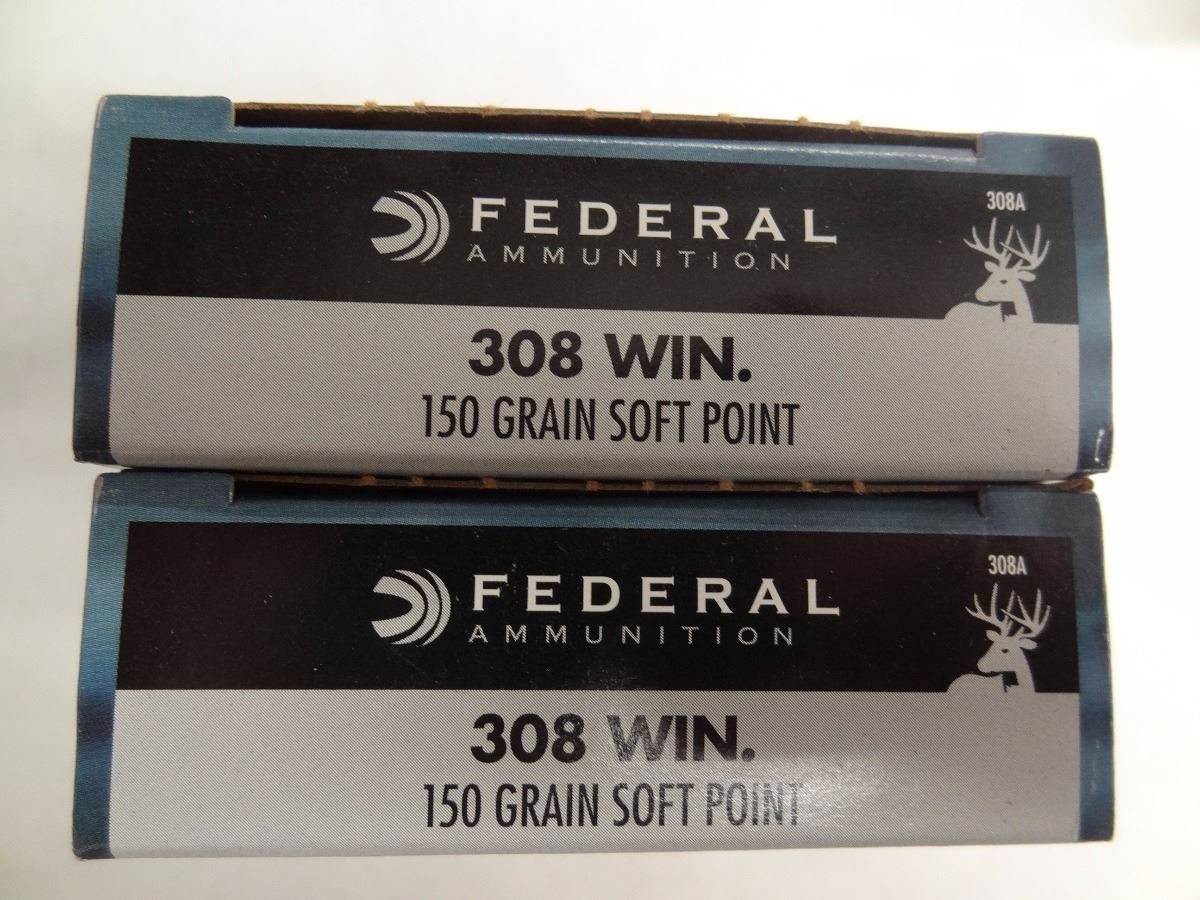 308A
FEDERAL
AMMUNITION
308 WIN.
150 GRAIN SOFT POINT
308A
FEDERAL
AMMUNITION
308 WIN.
150 GRAIN SOFT POINT